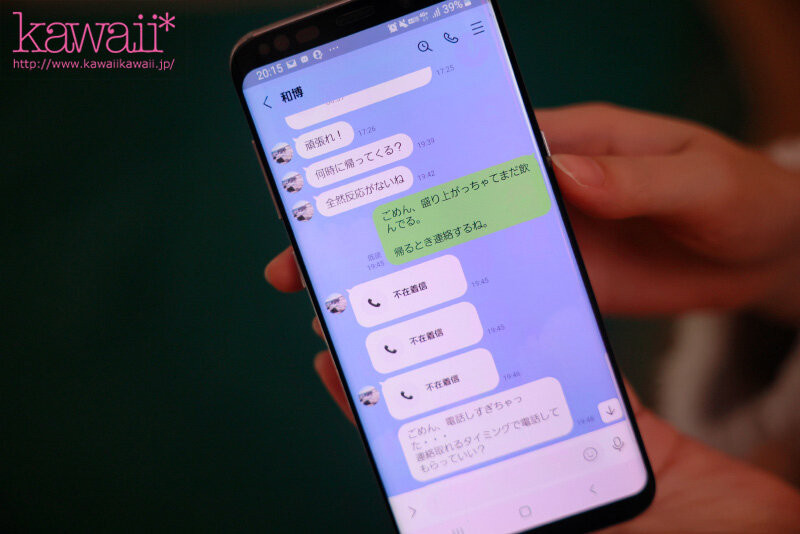 kawaii*
http://www.kawaiikawaii.jp/
20:15
39%
和博
17:25
頑張れ！
17:26
何時に帰ってくる？
19:39
全然反応がないね
19:42
ごめん、盛り上がっちゃてまだ飲
んでる。
帰るとき連絡するね。
既読
19:43
不在着信
19:45
不在着信
19:45
不在着信
19:46
ごめん、電話しすぎちゃっ
た・・・
連絡取れるタイミングで電話して
もらっていい？
19:46